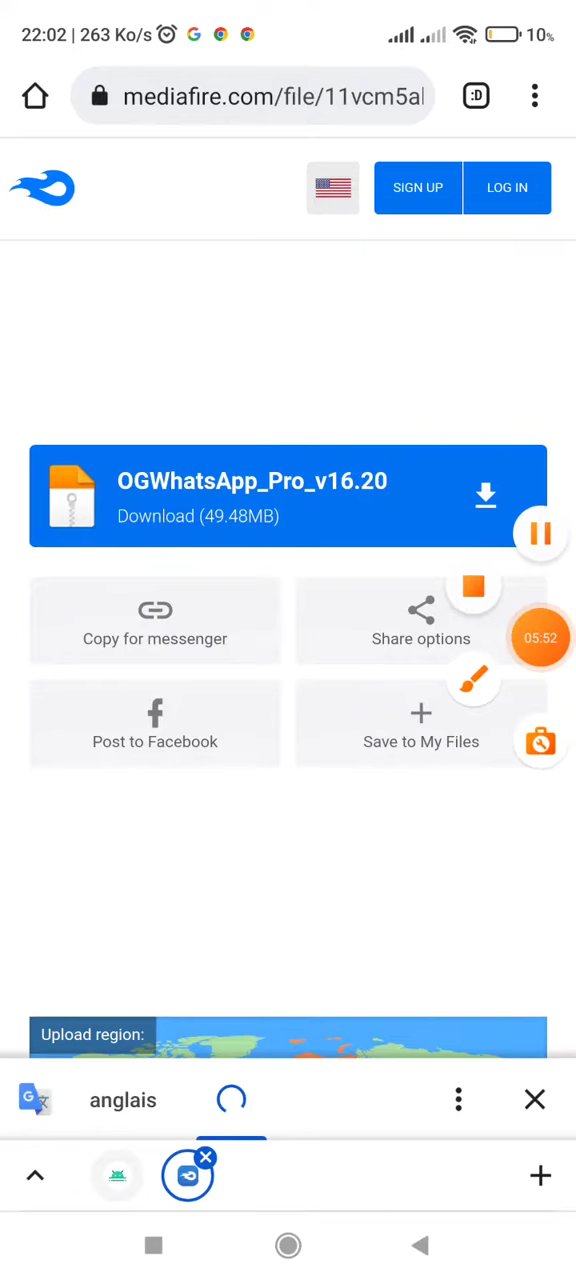 22:02 | 263 Ko/s
10%
mediafire.com/file/11vcm5al
:D
SIGN UP
LOG IN
OGWhatsApp_Pro_v16.20
Download (49.48MB)
Copy for messenger
Share options
05:52
Post to Facebook
Save to My Files
Upload region:
anglais